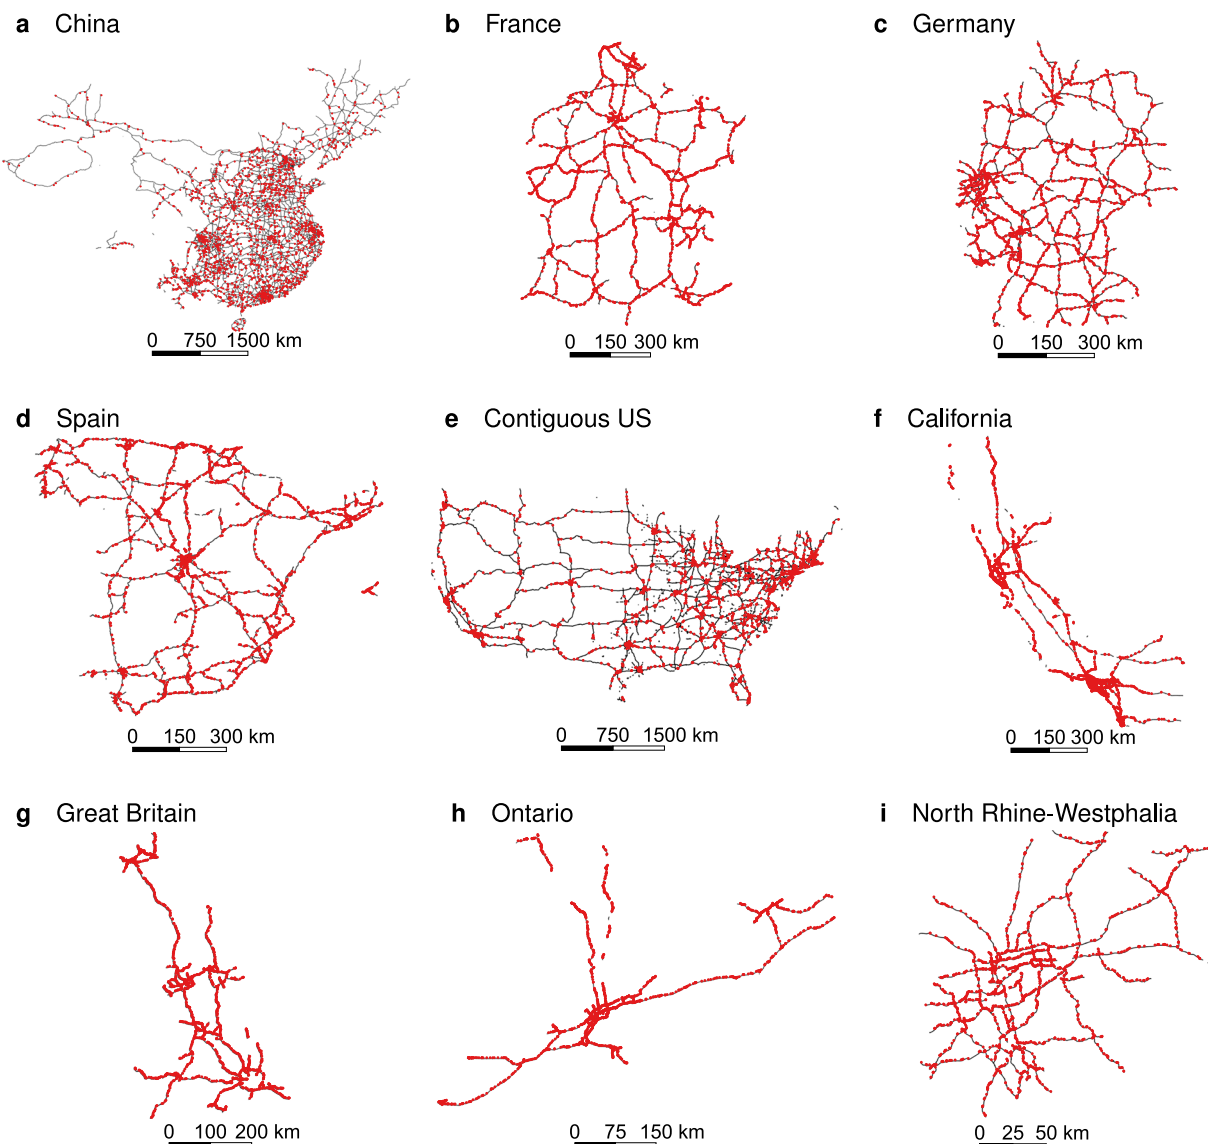 a China
b France
c Germany
0 750 1500 km
0 150 300 km
0 150 300 km
d Spain
e Contiguous US
f California
0 150 300 km
0 750 1500 km
0 150 300 km
g Great Britain
h Ontario
i North Rhine-Westphalia
0 100 200 km
0 75 150 km
0 25 50 km